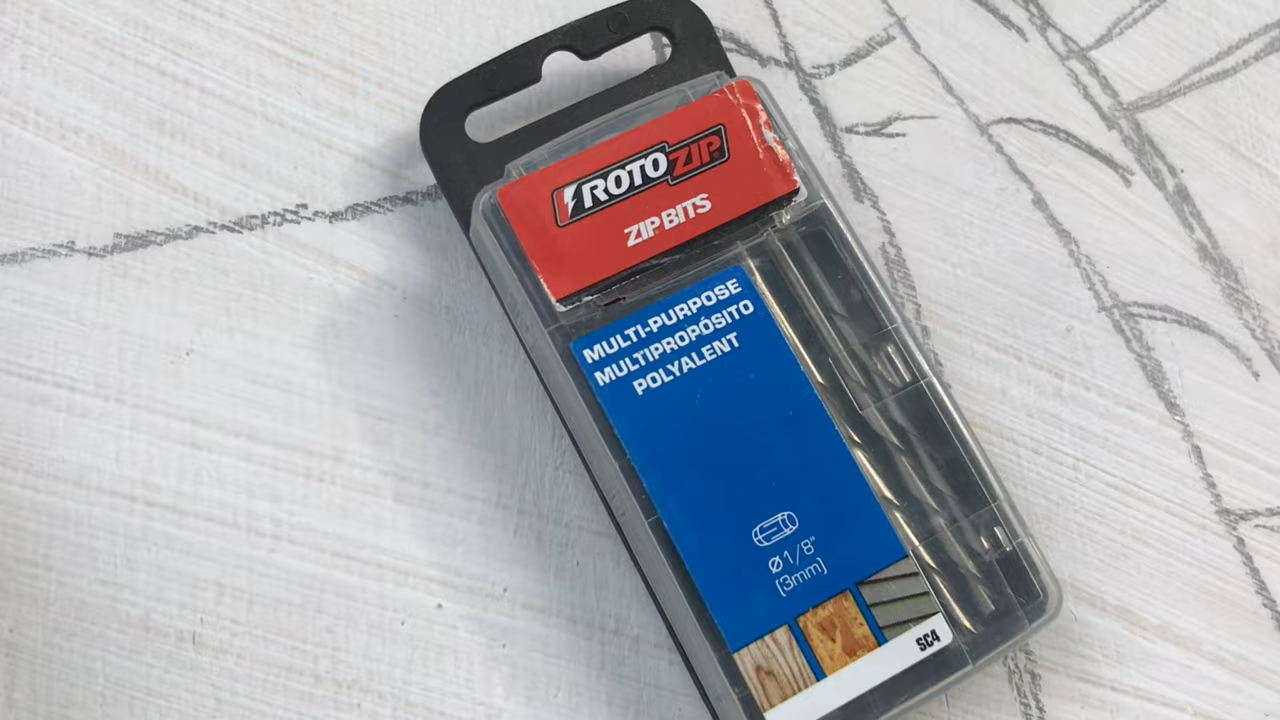 ROTOZIP
ZIP BITS
MULTI-PURPOSE
MULTIPROPÓSITO
POLYALENT
Ø1/8"
[3mm]
SC4